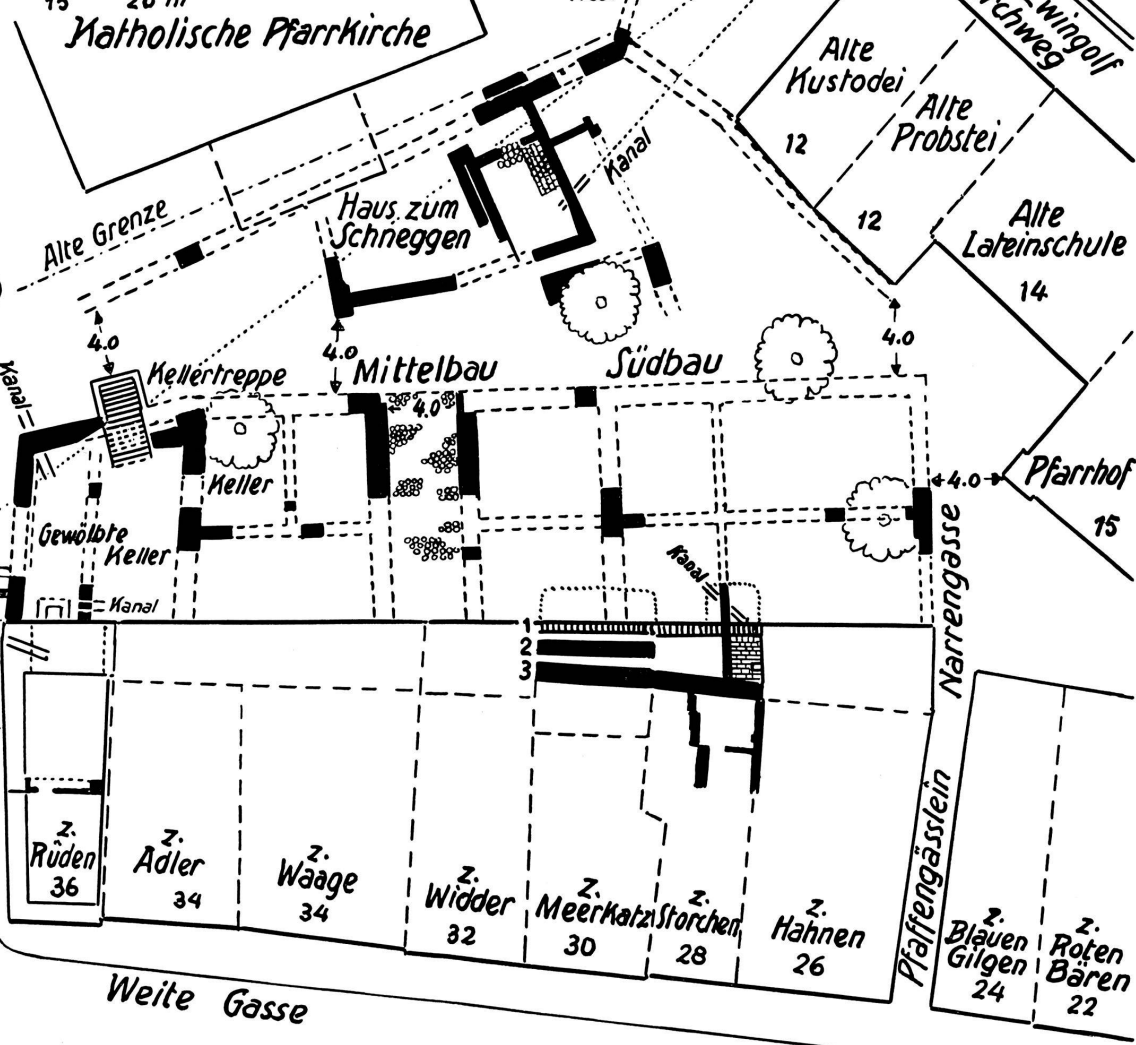 15 20 m
Katholische Pfarrkirche
Zwingolf
Kirchweg
Alte
Kustodei
12
Alte
Probstei
12
Alte
Lateinschule
14
Kanal
Haus zum
Schneggen
Alte Grenze
4.0
4.0
4.0
Kanal
Kellertreppe
Mittelbau
Südbau
4.0
Keller
4.0
Pfarrhof
15
Gewölbte
Keller
Kanal
Kanal
Narrengasse
1
2
3
Pfaffengässlein
z.
Rüden
36
z.
Adler
34
z.
Waage
34
z.
Widder
32
z.
Meerkatz
30
z.
Storchen
28
z.
Hahnen
26
z.
Blauen
Gilgen
24
z.
Roten
Bären
22
Weite Gasse